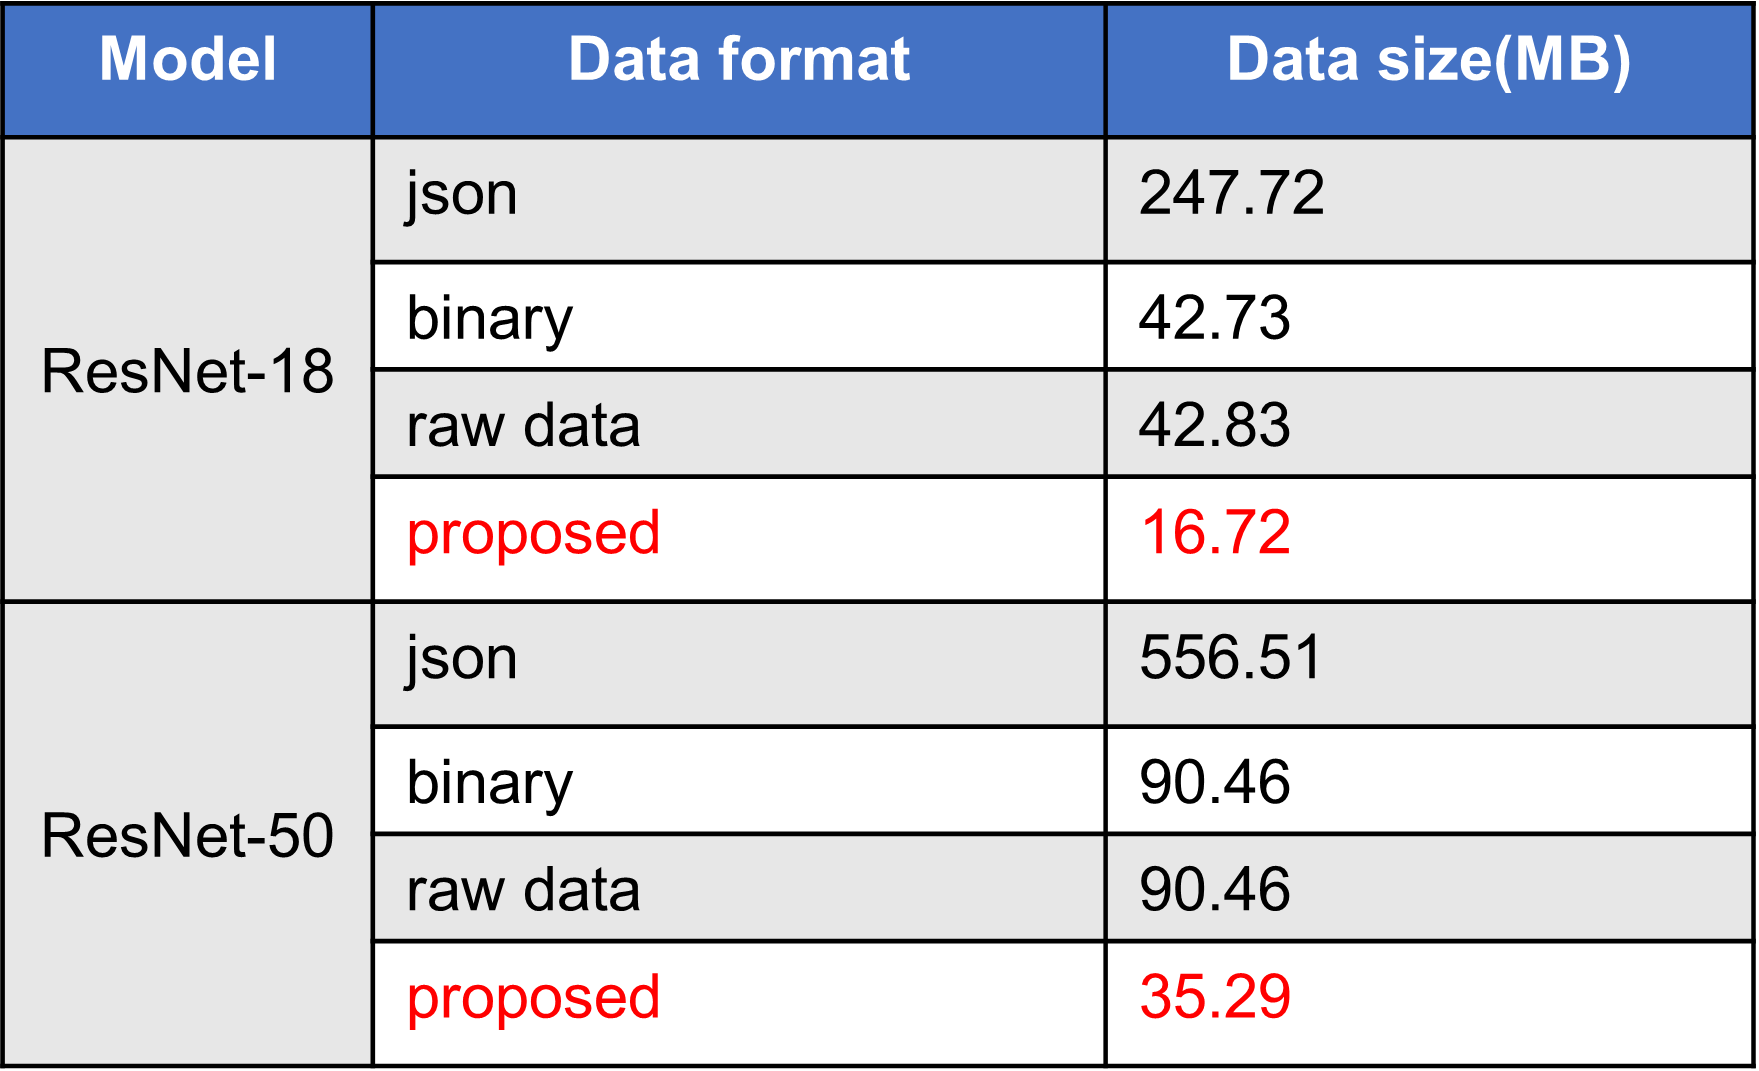 Model Data format Data size(MB)
ResNet-18
json 247.72
binary 42.73
raw data 42.83
proposed 16.72
ResNet-50
json 556.51
binary 90.46
raw data 90.46
proposed 35.29